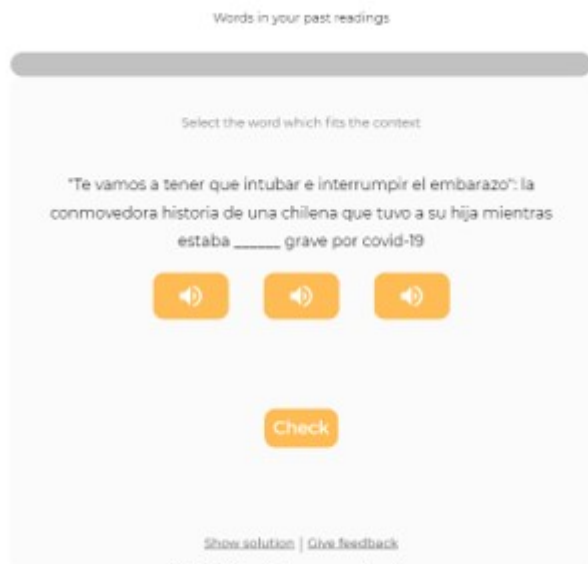 Words in your past readings
Select the word which fits the context
"Te vamos a tener que intubar e interrumpir el embarazo": la
conmovedora historia de una chilena que tuvo a su hija mientras
estaba ______ grave por covid-19
Check
Show solution | Give feedback